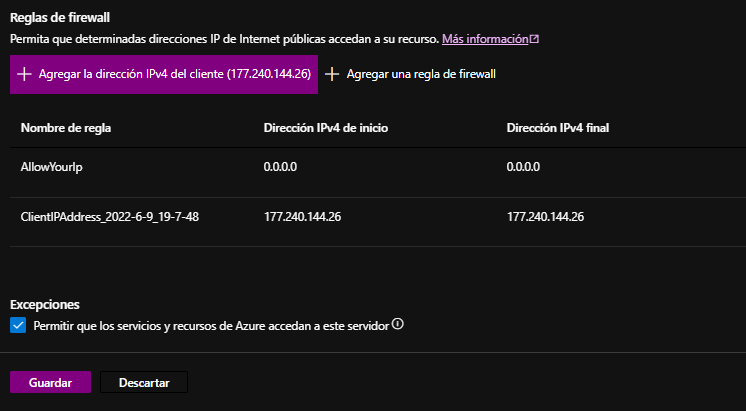 Reglas de firewall
Permita que determinadas direcciones IP de Internet públicas accedan a su recurso. Más información
Agregar la dirección IPv4 del cliente (177.240.144.26) Agregar una regla de firewall
Nombre de regla Dirección IPv4 de inicio Dirección IPv4 final
AllowYourIp 0.0.0.0 0.0.0.0
ClientIPAddress_2022-6-9_19-7-48 177.240.144.26 177.240.144.26
Excepciones
Permitir que los servicios y recursos de Azure accedan a este servidor
Guardar Descartar